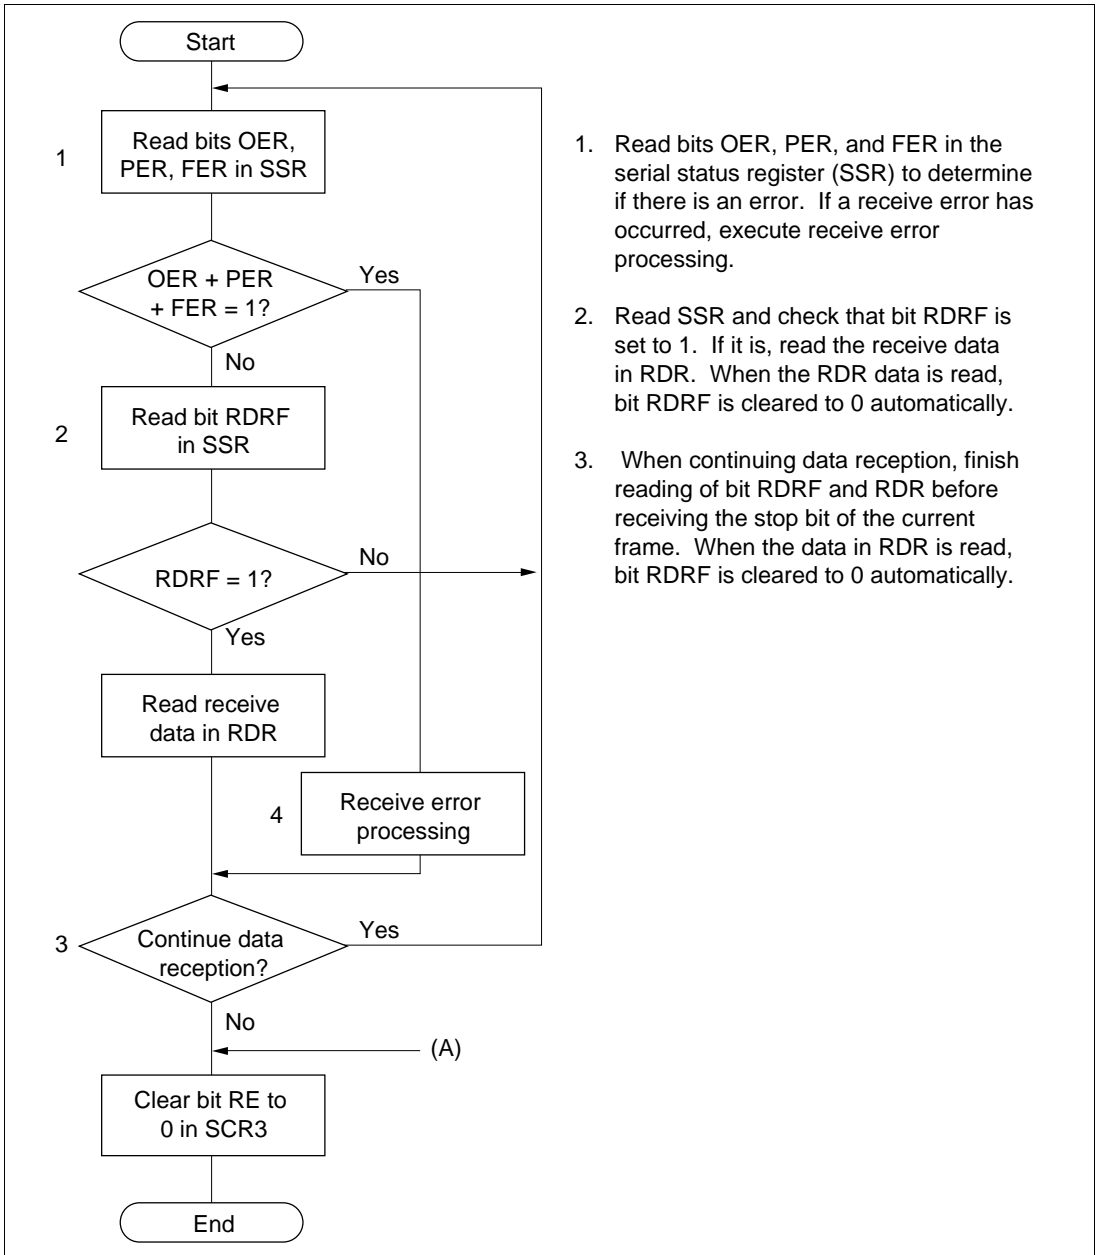 Start
1
Read bits OER,
PER, FER in SSR
OER + PER
+ FER = 1?
Yes
No
2
Read bit RDRF
in SSR
RDRF = 1?
No
Yes
Read receive
data in RDR
4
Receive error
processing
3
Continue data
reception?
Yes
No
(A)
Clear bit RE to
0 in SCR3
End
1. Read bits OER, PER, and FER in the
serial status register (SSR) to determine
if there is an error. If a receive error has
occurred, execute receive error
processing.
2. Read SSR and check that bit RDRF is
set to 1. If it is, read the receive data
in RDR. When the RDR data is read,
bit RDRF is cleared to 0 automatically.
3. When continuing data reception, finish
reading of bit RDRF and RDR before
receiving the stop bit of the current
frame. When the data in RDR is read,
bit RDRF is cleared to 0 automatically.